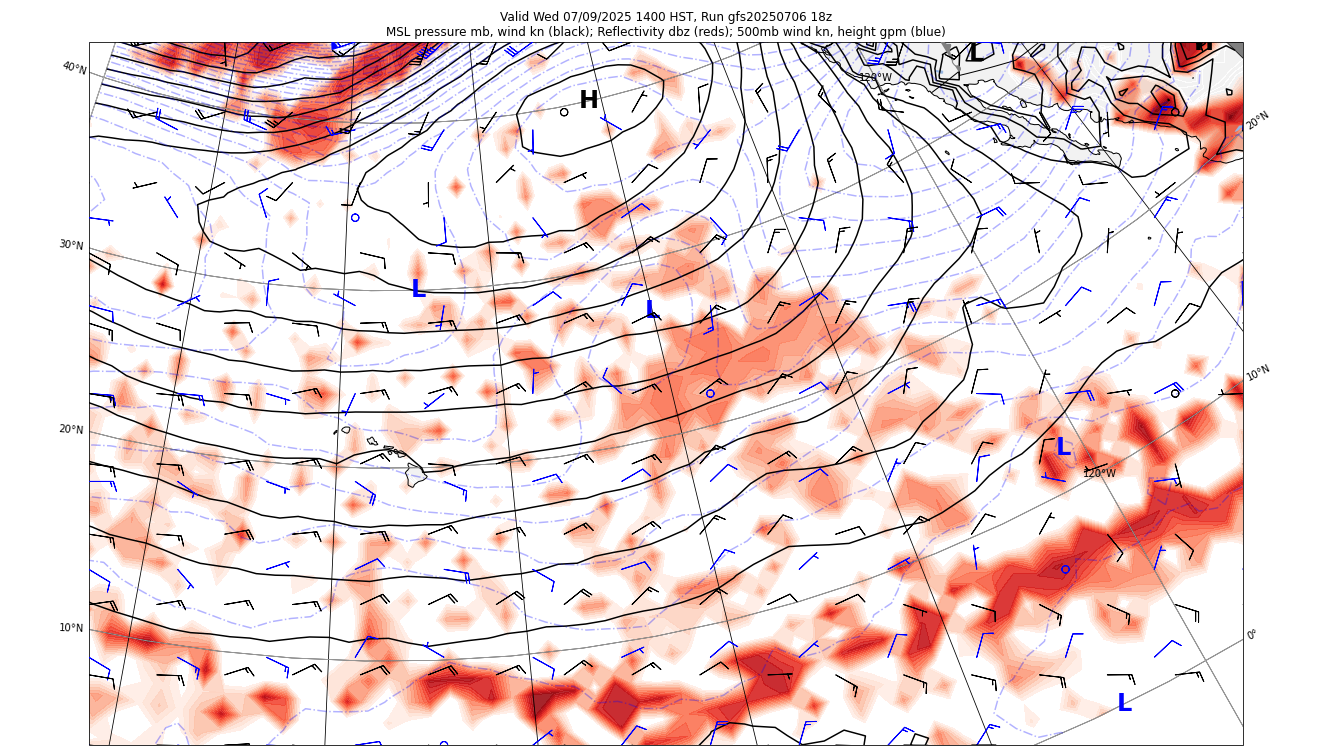 Valid Wed 07/09/2025 1400 HST, Run gfs20250706 18z
MSL pressure mb, wind kn (black); Reflectivity dbz (reds); 500mb wind kn, height gpm (blue)
40°N
120°W
L
H
20°N
30°N
L
L
10°N
20°N
L
120°W
10°N
0°
L